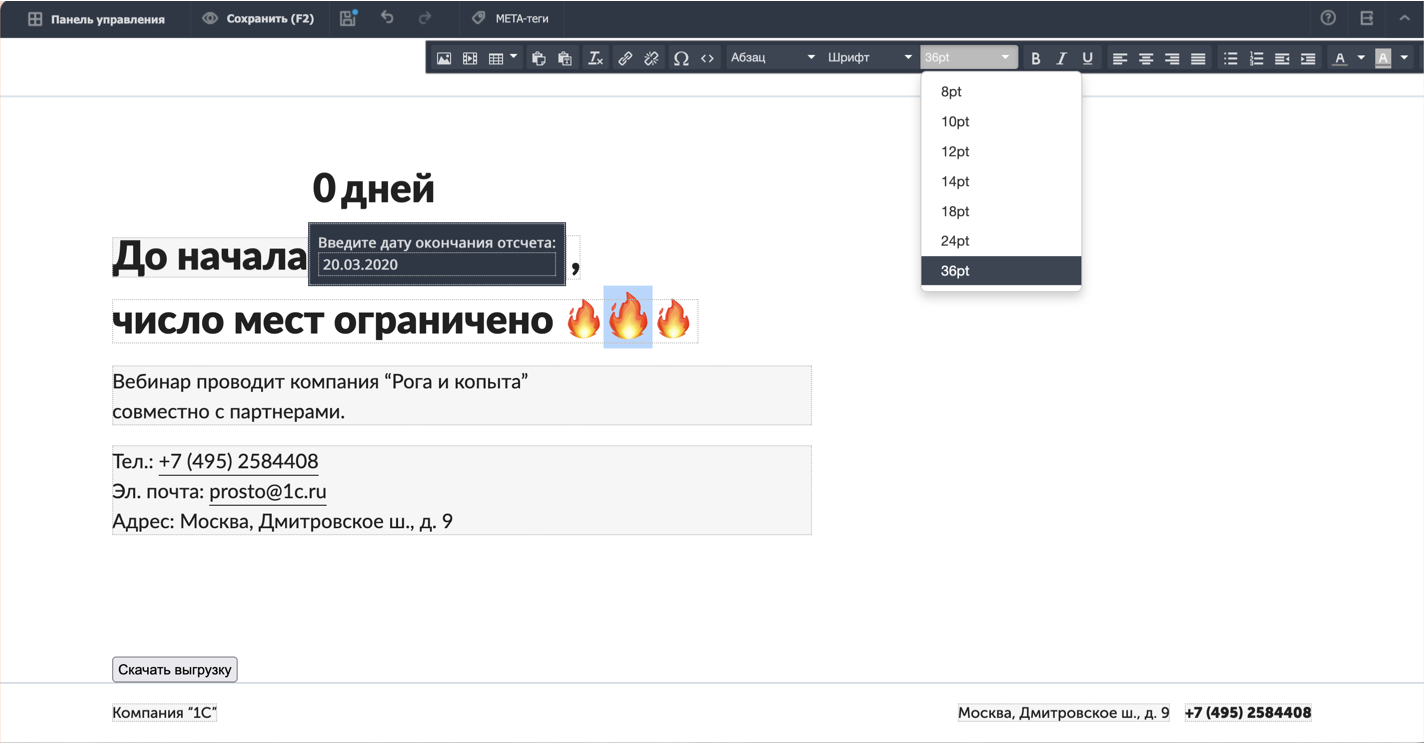 Панель управления Сохранить (F2) META-теги
Абзац Шрифт 36pt B I U A A
8pt
10pt
12pt
14pt
18pt
24pt
36pt
0 дней
Введите дату окончания отсчета:
20.03.2020
До начала ,
число мест ограничено 🔥🔥🔥
Вебинар проводит компания “Рога и копыта”
совместно с партнерами.
Тел.: +7 (495) 2584408
Эл. почта: prosto@1c.ru
Адрес: Москва, Дмитровское ш., д. 9
Скачать выгрузку
Компания “1С” Москва, Дмитровское ш., д. 9 +7 (495) 2584408